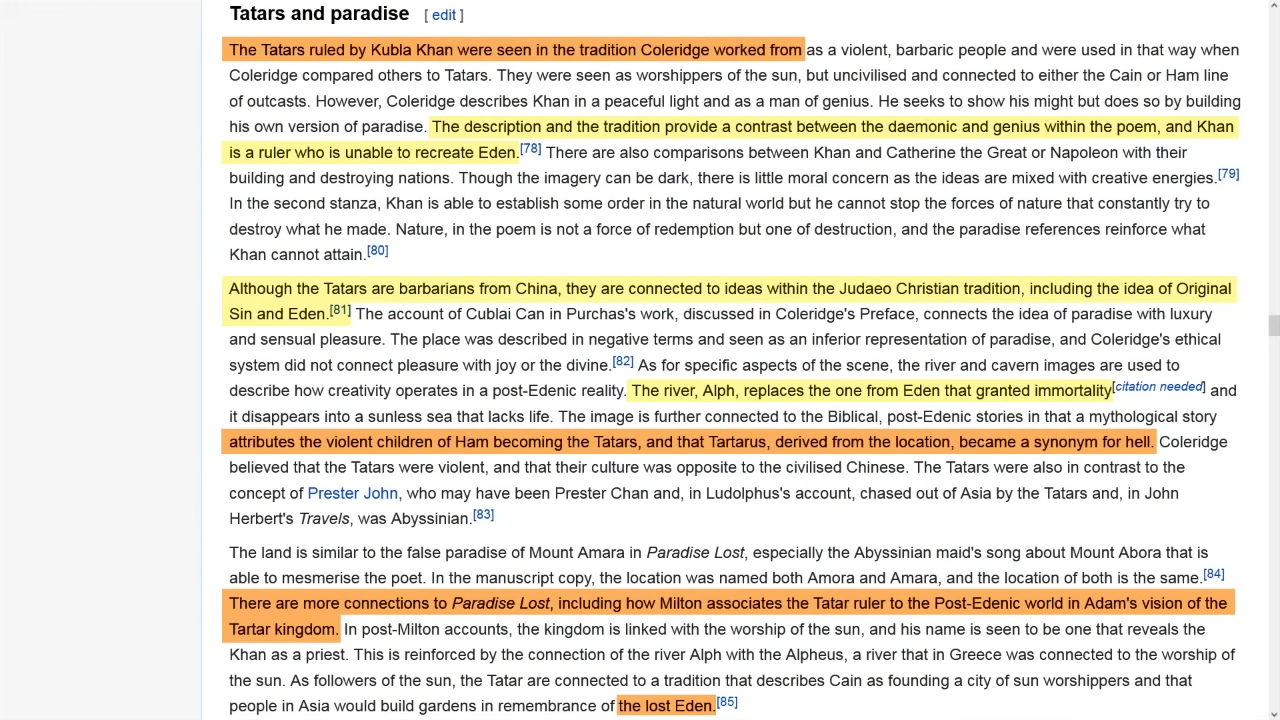 Tatars and paradise [ edit ]
The Tatars ruled by Kubla Khan were seen in the tradition Coleridge worked from as a violent, barbaric people and were used in that way when
Coleridge compared others to Tatars. They were seen as worshippers of the sun, but uncivilised and connected to either the Cain or Ham line
of outcasts. However, Coleridge describes Khan in a peaceful light and as a man of genius. He seeks to show his might but does so by building
his own version of paradise. The description and the tradition provide a contrast between the daemonic and genius within the poem, and Khan
is a ruler who is unable to recreate Eden.[78] There are also comparisons between Khan and Catherine the Great or Napoleon with their
building and destroying nations. Though the imagery can be dark, there is little moral concern as the ideas are mixed with creative energies.[79]
In the second stanza, Khan is able to establish some order in the natural world but he cannot stop the forces of nature that constantly try to
destroy what he made. Nature, in the poem is not a force of redemption but one of destruction, and the paradise references reinforce what
Khan cannot attain.[80]
Although the Tatars are barbarians from China, they are connected to ideas within the Judaeo Christian tradition, including the idea of Original
Sin and Eden.[81] The account of Cublai Can in Purchas's work, discussed in Coleridge's Preface, connects the idea of paradise with luxury
and sensual pleasure. The place was described in negative terms and seen as an inferior representation of paradise, and Coleridge's ethical
system did not connect pleasure with joy or the divine.[82] As for specific aspects of the scene, the river and cavern images are used to
describe how creativity operates in a post-Edenic reality. The river, Alph, replaces the one from Eden that granted immortality[citation needed] and
it disappears into a sunless sea that lacks life. The image is further connected to the Biblical, post-Edenic stories in that a mythological story
attributes the violent children of Ham becoming the Tatars, and that Tartarus, derived from the location, became a synonym for hell. Coleridge
believed that the Tatars were violent, and that their culture was opposite to the civilised Chinese. The Tatars were also in contrast to the
concept of Prester John, who may have been Prester Chan and, in Ludolphus's account, chased out of Asia by the Tatars and, in John
Herbert's Travels, was Abyssinian.[83]
The land is similar to the false paradise of Mount Amara in Paradise Lost, especially the Abyssinian maid's song about Mount Abora that is
able to mesmerise the poet. In the manuscript copy, the location was named both Amora and Amara, and the location of both is the same.[84]
There are more connections to Paradise Lost, including how Milton associates the Tatar ruler to the Post-Edenic world in Adam's vision of the
Tartar kingdom. In post-Milton accounts, the kingdom is linked with the worship of the sun, and his name is seen to be one that reveals the
Khan as a priest. This is reinforced by the connection of the river Alph with the Alpheus, a river that in Greece was connected to the worship of
the sun. As followers of the sun, the Tatar are connected to a tradition that describes Cain as founding a city of sun worshippers and that
people in Asia would build gardens in remembrance of the lost Eden.[85]